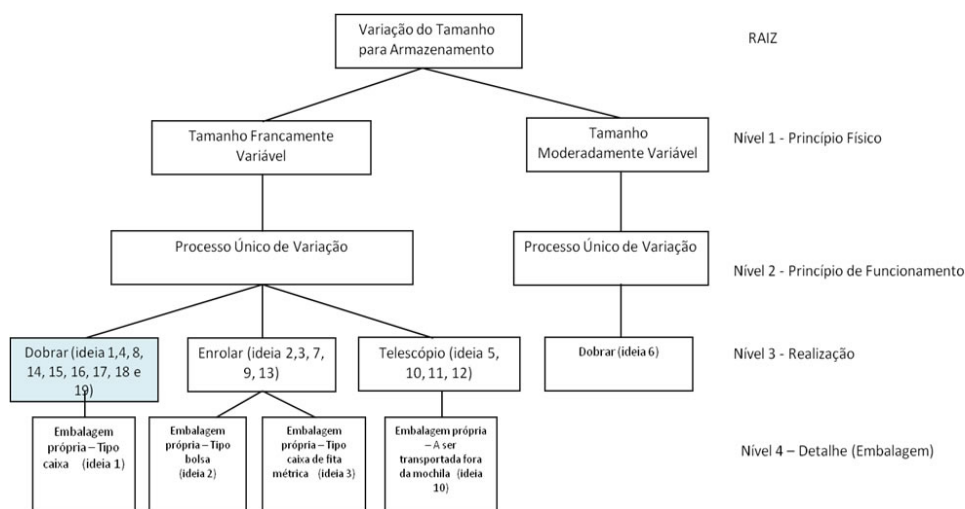 Variação do Tamanho
para Armazenamento
RAIZ
Tamanho Francamente
Variável
Tamanho
Moderadamente Variável
Nível 1 - Princípio Físico
Processo Único de Variação
Processo Único de Variação
Nível 2 - Princípio de Funcionamento
Dobrar (ideia 1,4, 8,
14, 15, 16, 17, 18 e
19)
Enrolar (ideia 2,3, 7,
9, 13)
Telescópio (ideia 5,
10, 11, 12)
Dobrar (ideia 6)
Nível 3 - Realização
Embalagem
própria – Tipo
caixa (ideia 1)
Embalagem
própria – Tipo
bolsa
(ideia 2)
Embalagem
própria – Tipo
caixa de fita
métrica (ideia 3)
Embalagem própria
– A ser
transportada fora
da mochila (ideia
10)
Nível 4 – Detalhe (Embalagem)